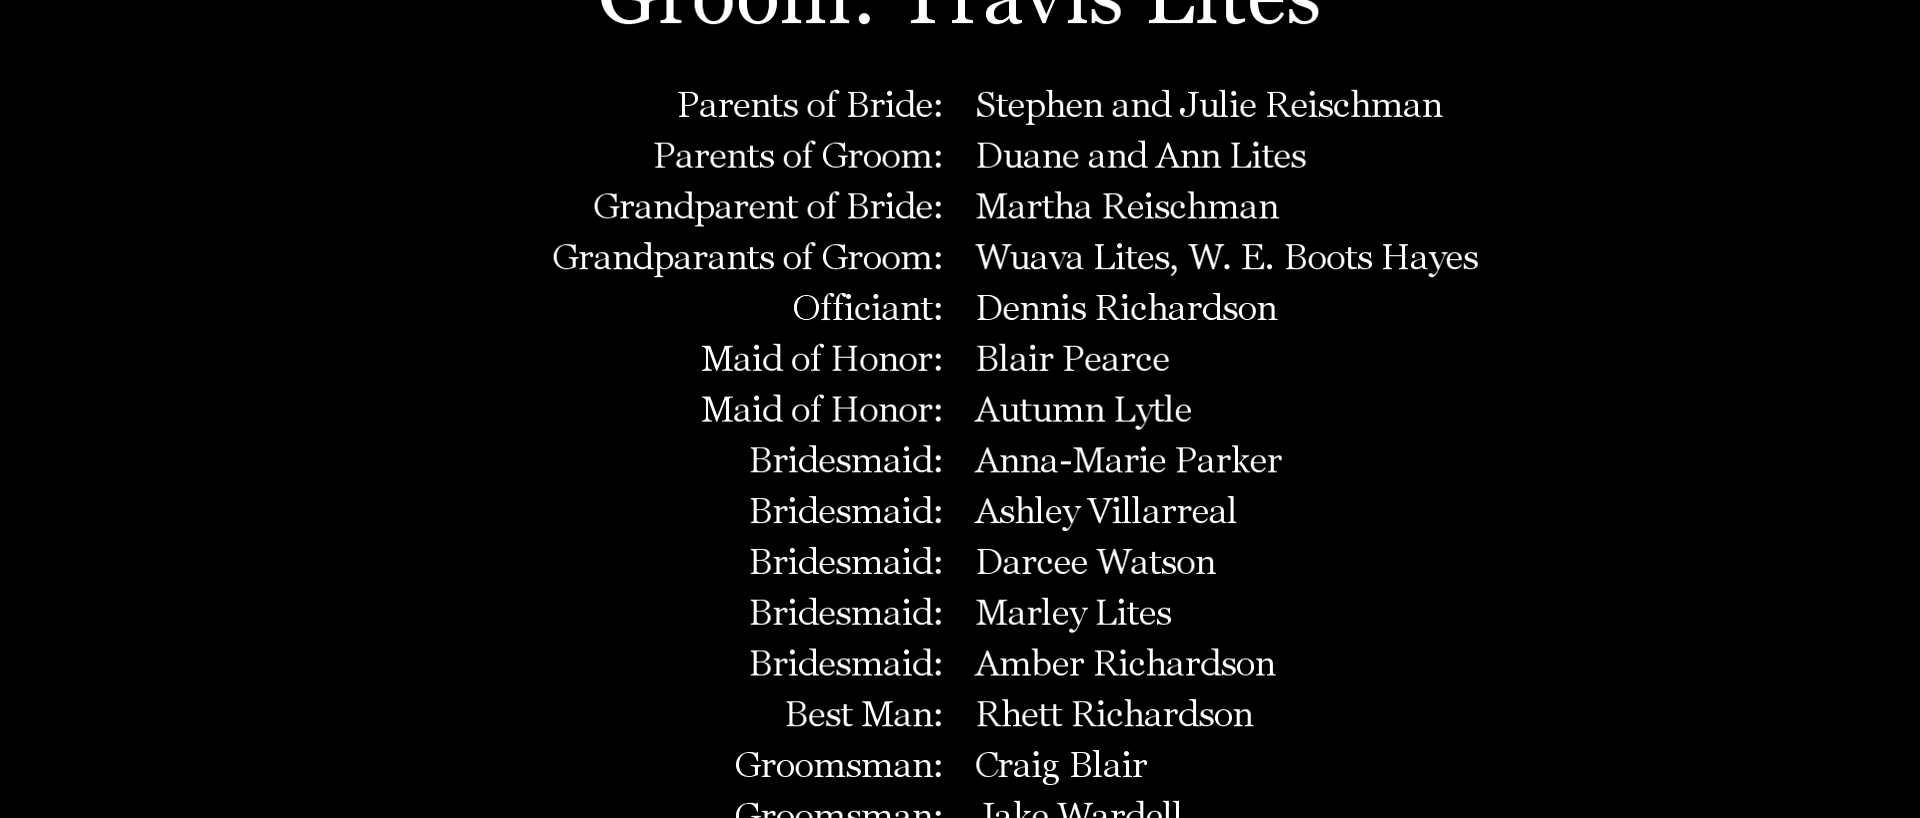 Groom: Travis Lites
Parents of Bride: Stephen and Julie Reischman
Parents of Groom: Duane and Ann Lites
Grandparent of Bride: Martha Reischman
Grandparants of Groom: Wuava Lites, W. E. Boots Hayes
Officiant: Dennis Richardson
Maid of Honor: Blair Pearce
Maid of Honor: Autumn Lytle
Bridesmaid: Anna-Marie Parker
Bridesmaid: Ashley Villarreal
Bridesmaid: Darcee Watson
Bridesmaid: Marley Lites
Bridesmaid: Amber Richardson
Best Man: Rhett Richardson
Groomsman: Craig Blair
Groomsman: Jake Wardell